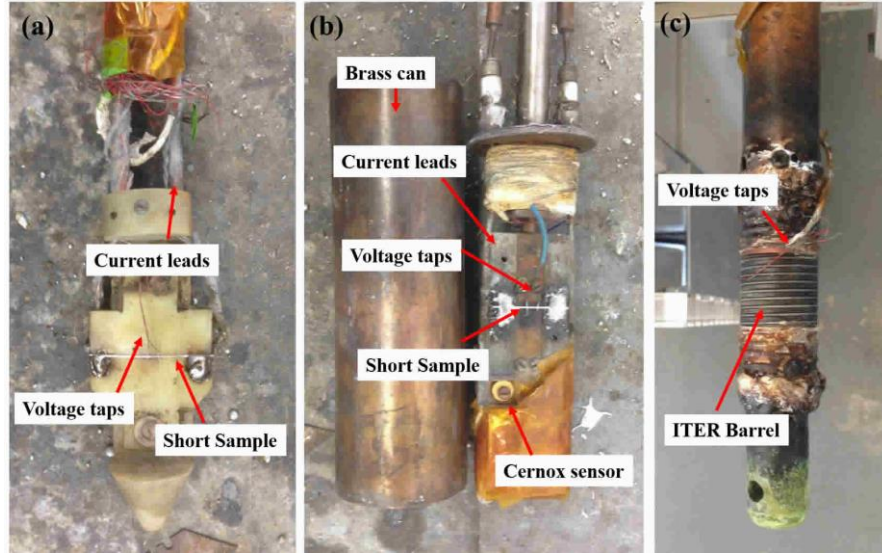 (a)
Current leads
Voltage taps
Short Sample
(b)
Brass can
Current leads
Voltage taps
Short Sample
Cernox sensor
(c)
Voltage taps
ITER Barrel